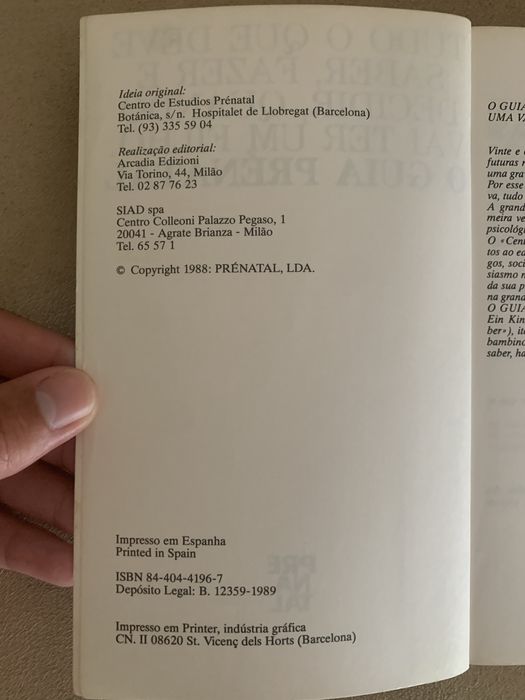 Ideia original:
Centro de Estudios Prénatal
Botánica, s/n. Hospitalet de Llobregat (Barcelona)
Tel. (93) 335 59 04
Realização editorial:
Arcadia Edizioni
Via Torino, 44, Milão
Tel. 02 87 76 23
SIAD spa
Centro Colleoni Palazzo Pegaso, 1
20041 - Agrate Brianza - Milão
Tel. 65 57 1
© Copyright 1988: PRÉNATAL, LDA.
Impresso em Espanha
Printed in Spain
ISBN 84-404-4196-7
Depósito Legal: B. 12359-1989
Impresso em Printer, indústria gráfica
CN. II 08620 St. Vicenç dels Horts (Barcelona)
O GUIA
UMA V
Vinte e
futuras
uma gra
Por esse
va, tudo
A grand
meira ve
psicológi
O «Cent
tos ao ed
gos, soci
siasmo n
da sua p
na grand
O GUIA
Ein Kin
ber»), it
bambino
saber, ha